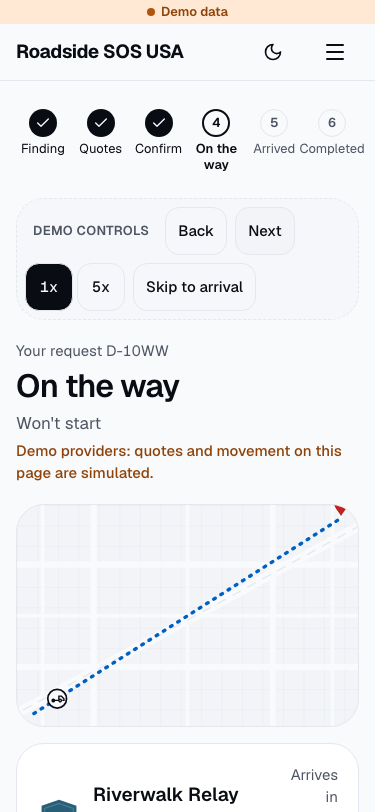 Demo data
Roadside SOS USA
4 5 6
Finding Quotes Confirm On the Arrived Completed
way
DEMO CONTROLS Back Next
1x 5x Skip to arrival
Your request D-10WW
On the way
Won't start
Demo providers: quotes and movement on this
page are simulated.
Arrives
Riverwalk Relay in